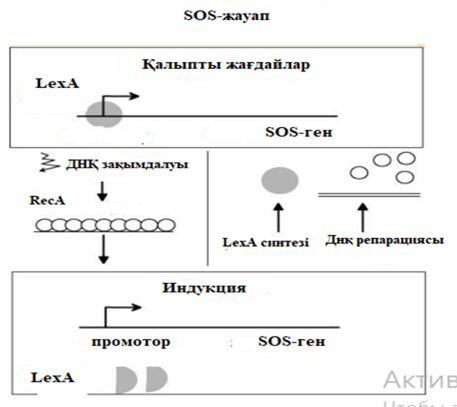 SOS-жауап
Қалыпты жағдайлар
LexA
SOS-ген
ДНҚ зақымдалуы
RecA
LexA синтезі
Днқ репарациясы
Индукция
промотор : SOS-ген
LexA
Актив